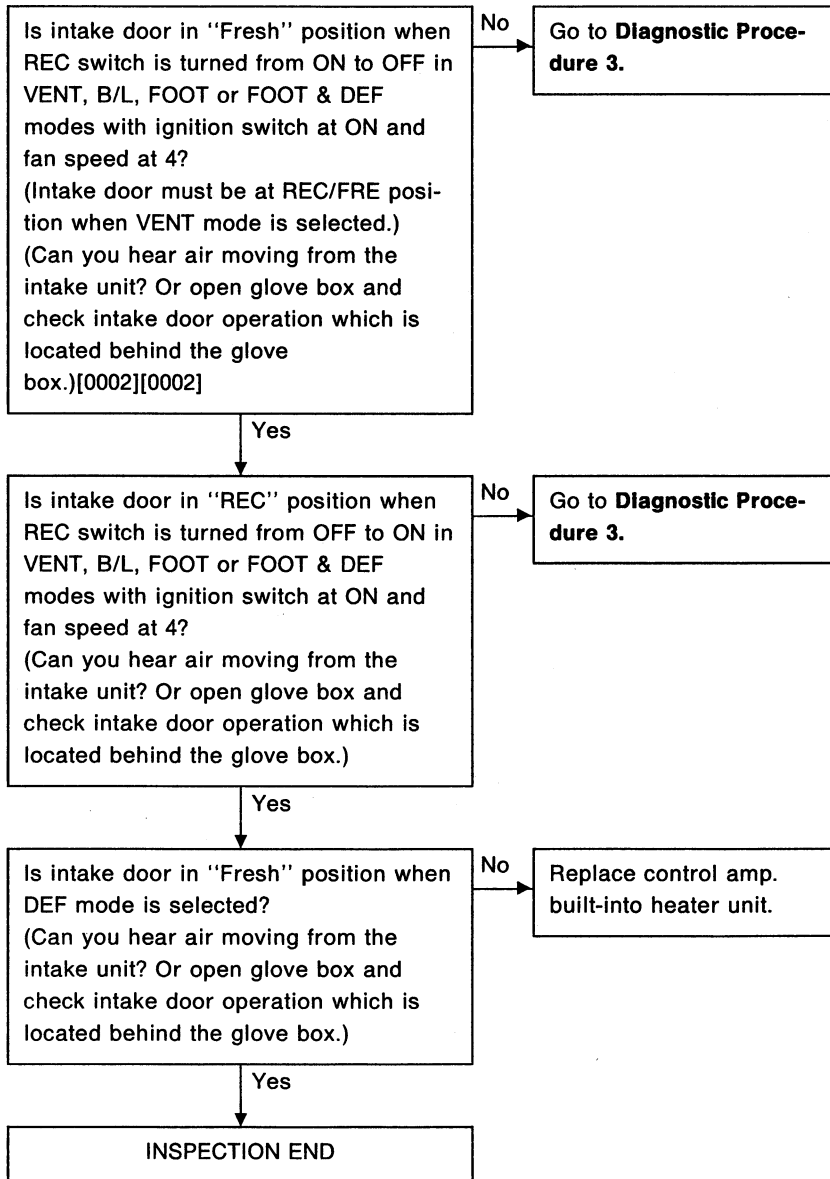 Is intake door in "Fresh" position when
REC switch is turned from ON to OFF in
VENT, B/L, FOOT or FOOT & DEF
modes with ignition switch at ON and
fan speed at 4?
(Intake door must be at REC/FRE posi-
tion when VENT mode is selected.)
(Can you hear air moving from the
intake unit? Or open glove box and
check intake door operation which is
located behind the glove
box.)[0002][0002]
No
Go to Diagnostic Proce-
dure 3.
Yes
Is intake door in "REC" position when
REC switch is turned from OFF to ON in
VENT, B/L, FOOT or FOOT & DEF
modes with ignition switch at ON and
fan speed at 4?
(Can you hear air moving from the
intake unit? Or open glove box and
check intake door operation which is
located behind the glove box.)
No
Go to Diagnostic Proce-
dure 3.
Yes
Is intake door in "Fresh" position when
DEF mode is selected?
(Can you hear air moving from the
intake unit? Or open glove box and
check intake door operation which is
located behind the glove box.)
No
Replace control amp.
built-into heater unit.
Yes
INSPECTION END